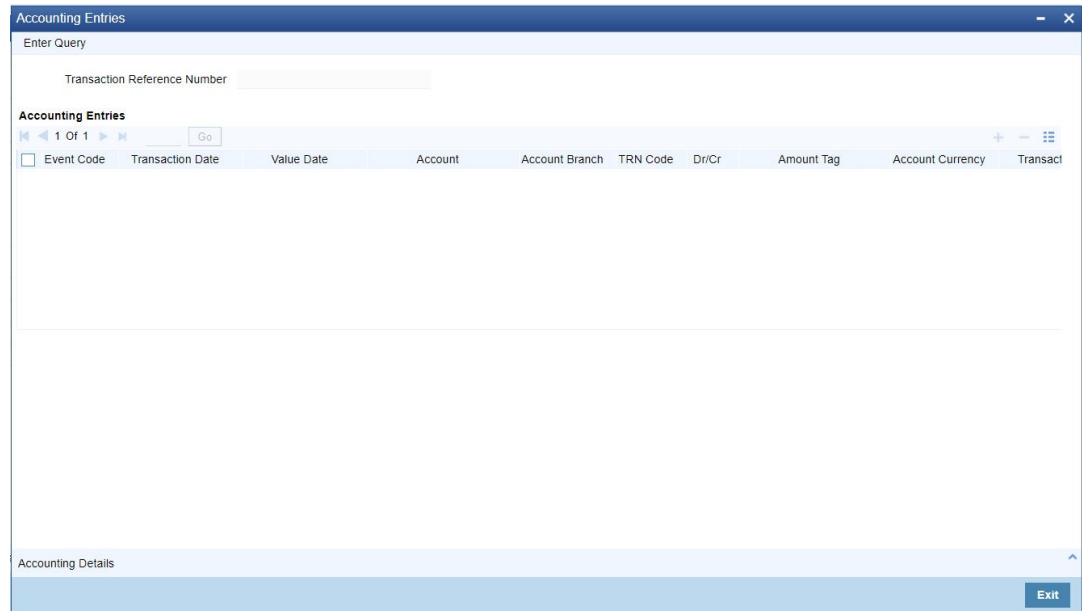 Accounting Entries
Enter Query
Transaction Reference Number
Accounting Entries
1 Of 1 Go
Event Code Transaction Date Value Date Account Account Branch TRN Code Dr/Cr Amount Tag Account Currency Transact
Accounting Details
Exit